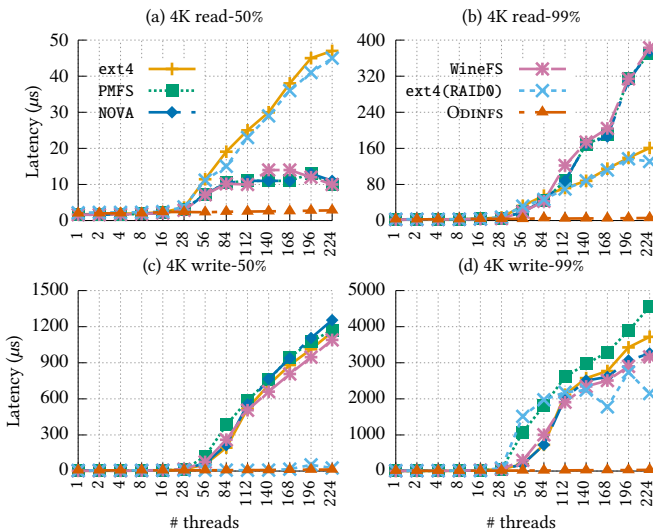 (a) 4K read-50%
(b) 4K read-99%
Latency (µs)
50
40
30
20
10
0
ext4
PMFS
NOVA
1 2 4 8 16 28 56 84 112 140 168 196 224
400
320
240
160
80
0
WineFS
ext4(RAID0)
ODINFS
1 2 4 8 16 28 56 84 112 140 168 196 224
(c) 4K write-50%
(d) 4K write-99%
Latency (µs)
1500
1200
900
600
300
0
1 2 4 8 16 28 56 84 112 140 168 196 224
# threads
5000
4000
3000
2000
1000
0
1 2 4 8 16 28 56 84 112 140 168 196 224
# threads